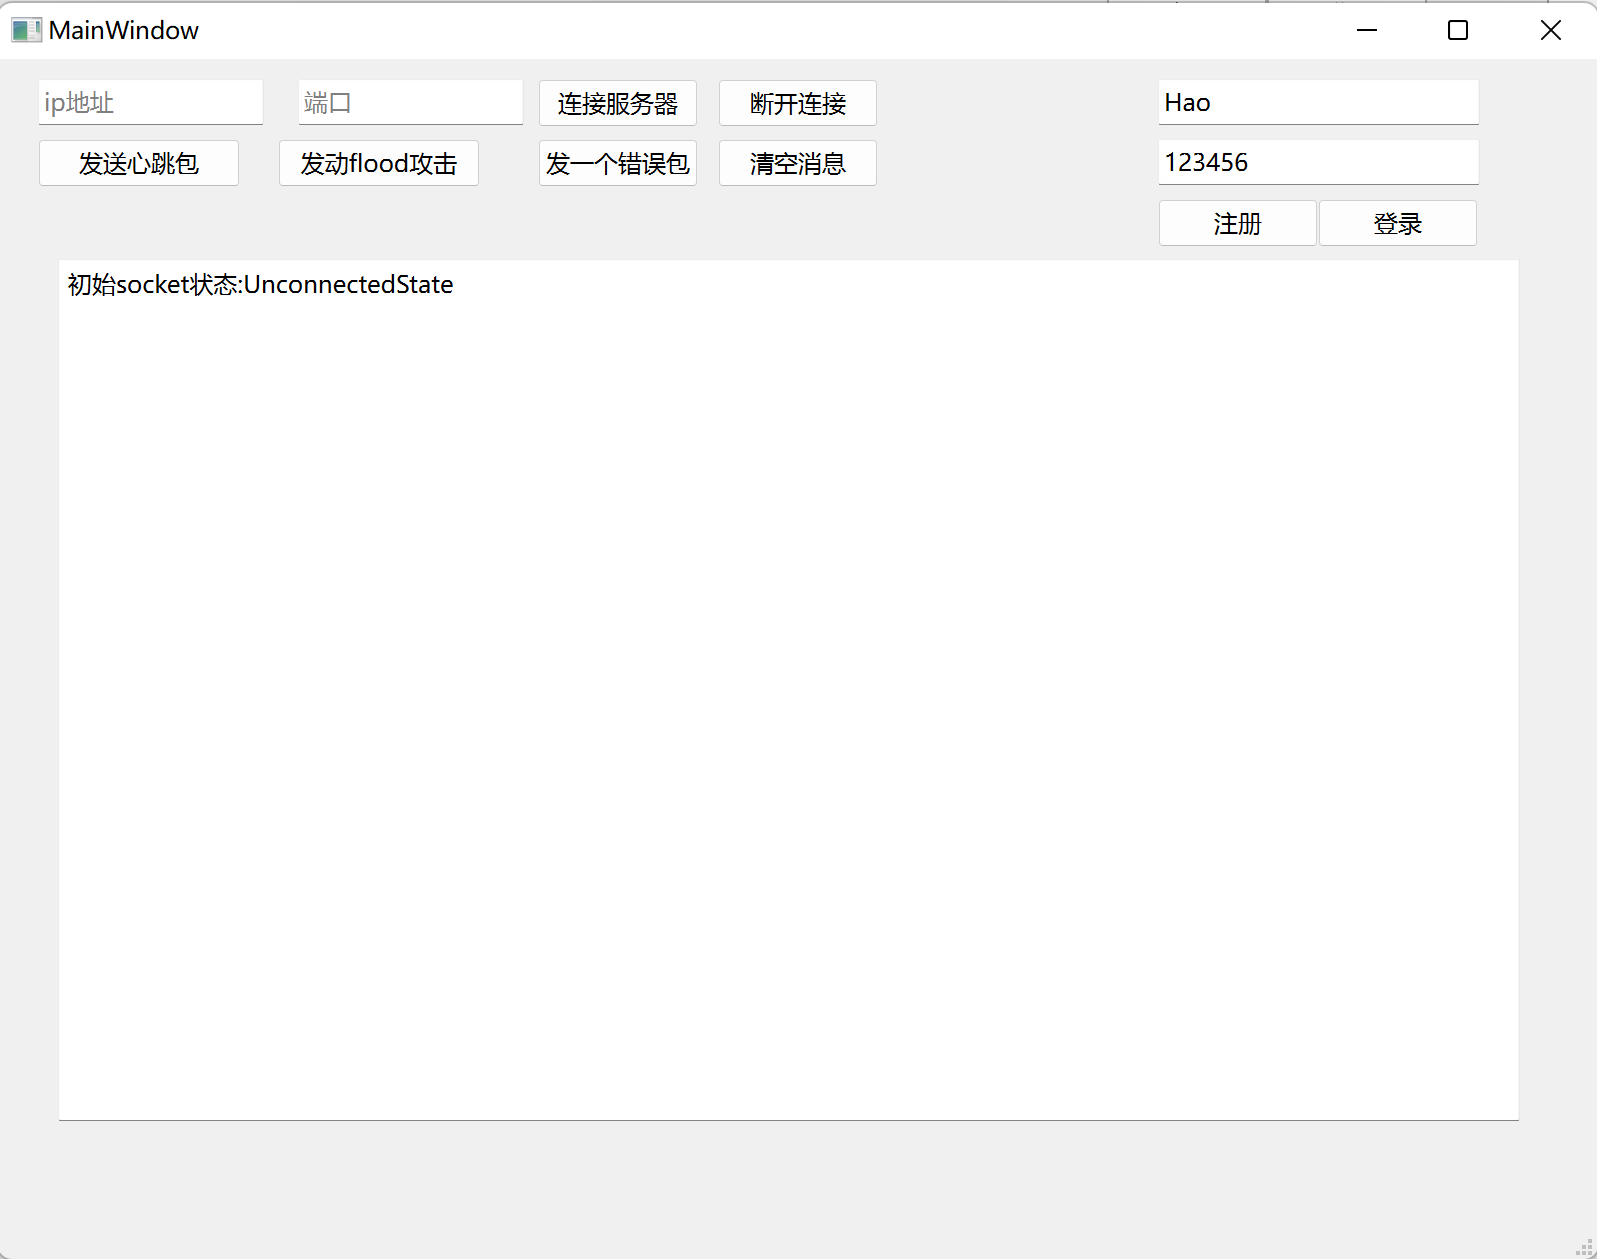 MainWindow
ip地址 端口 连接服务器 断开连接 Hao
发送心跳包 发动flood攻击 发一个错误包 清空消息 123456
注册 登录
初始socket状态:UnconnectedState